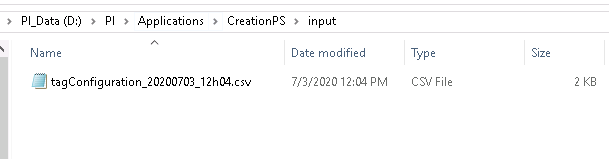 PI_Data (D:) > PI > Applications > CreationPS > input
Name Date modified Type Size
tagConfiguration_20200703_12h04.csv 7/3/2020 12:04 PM CSV File 2 KB